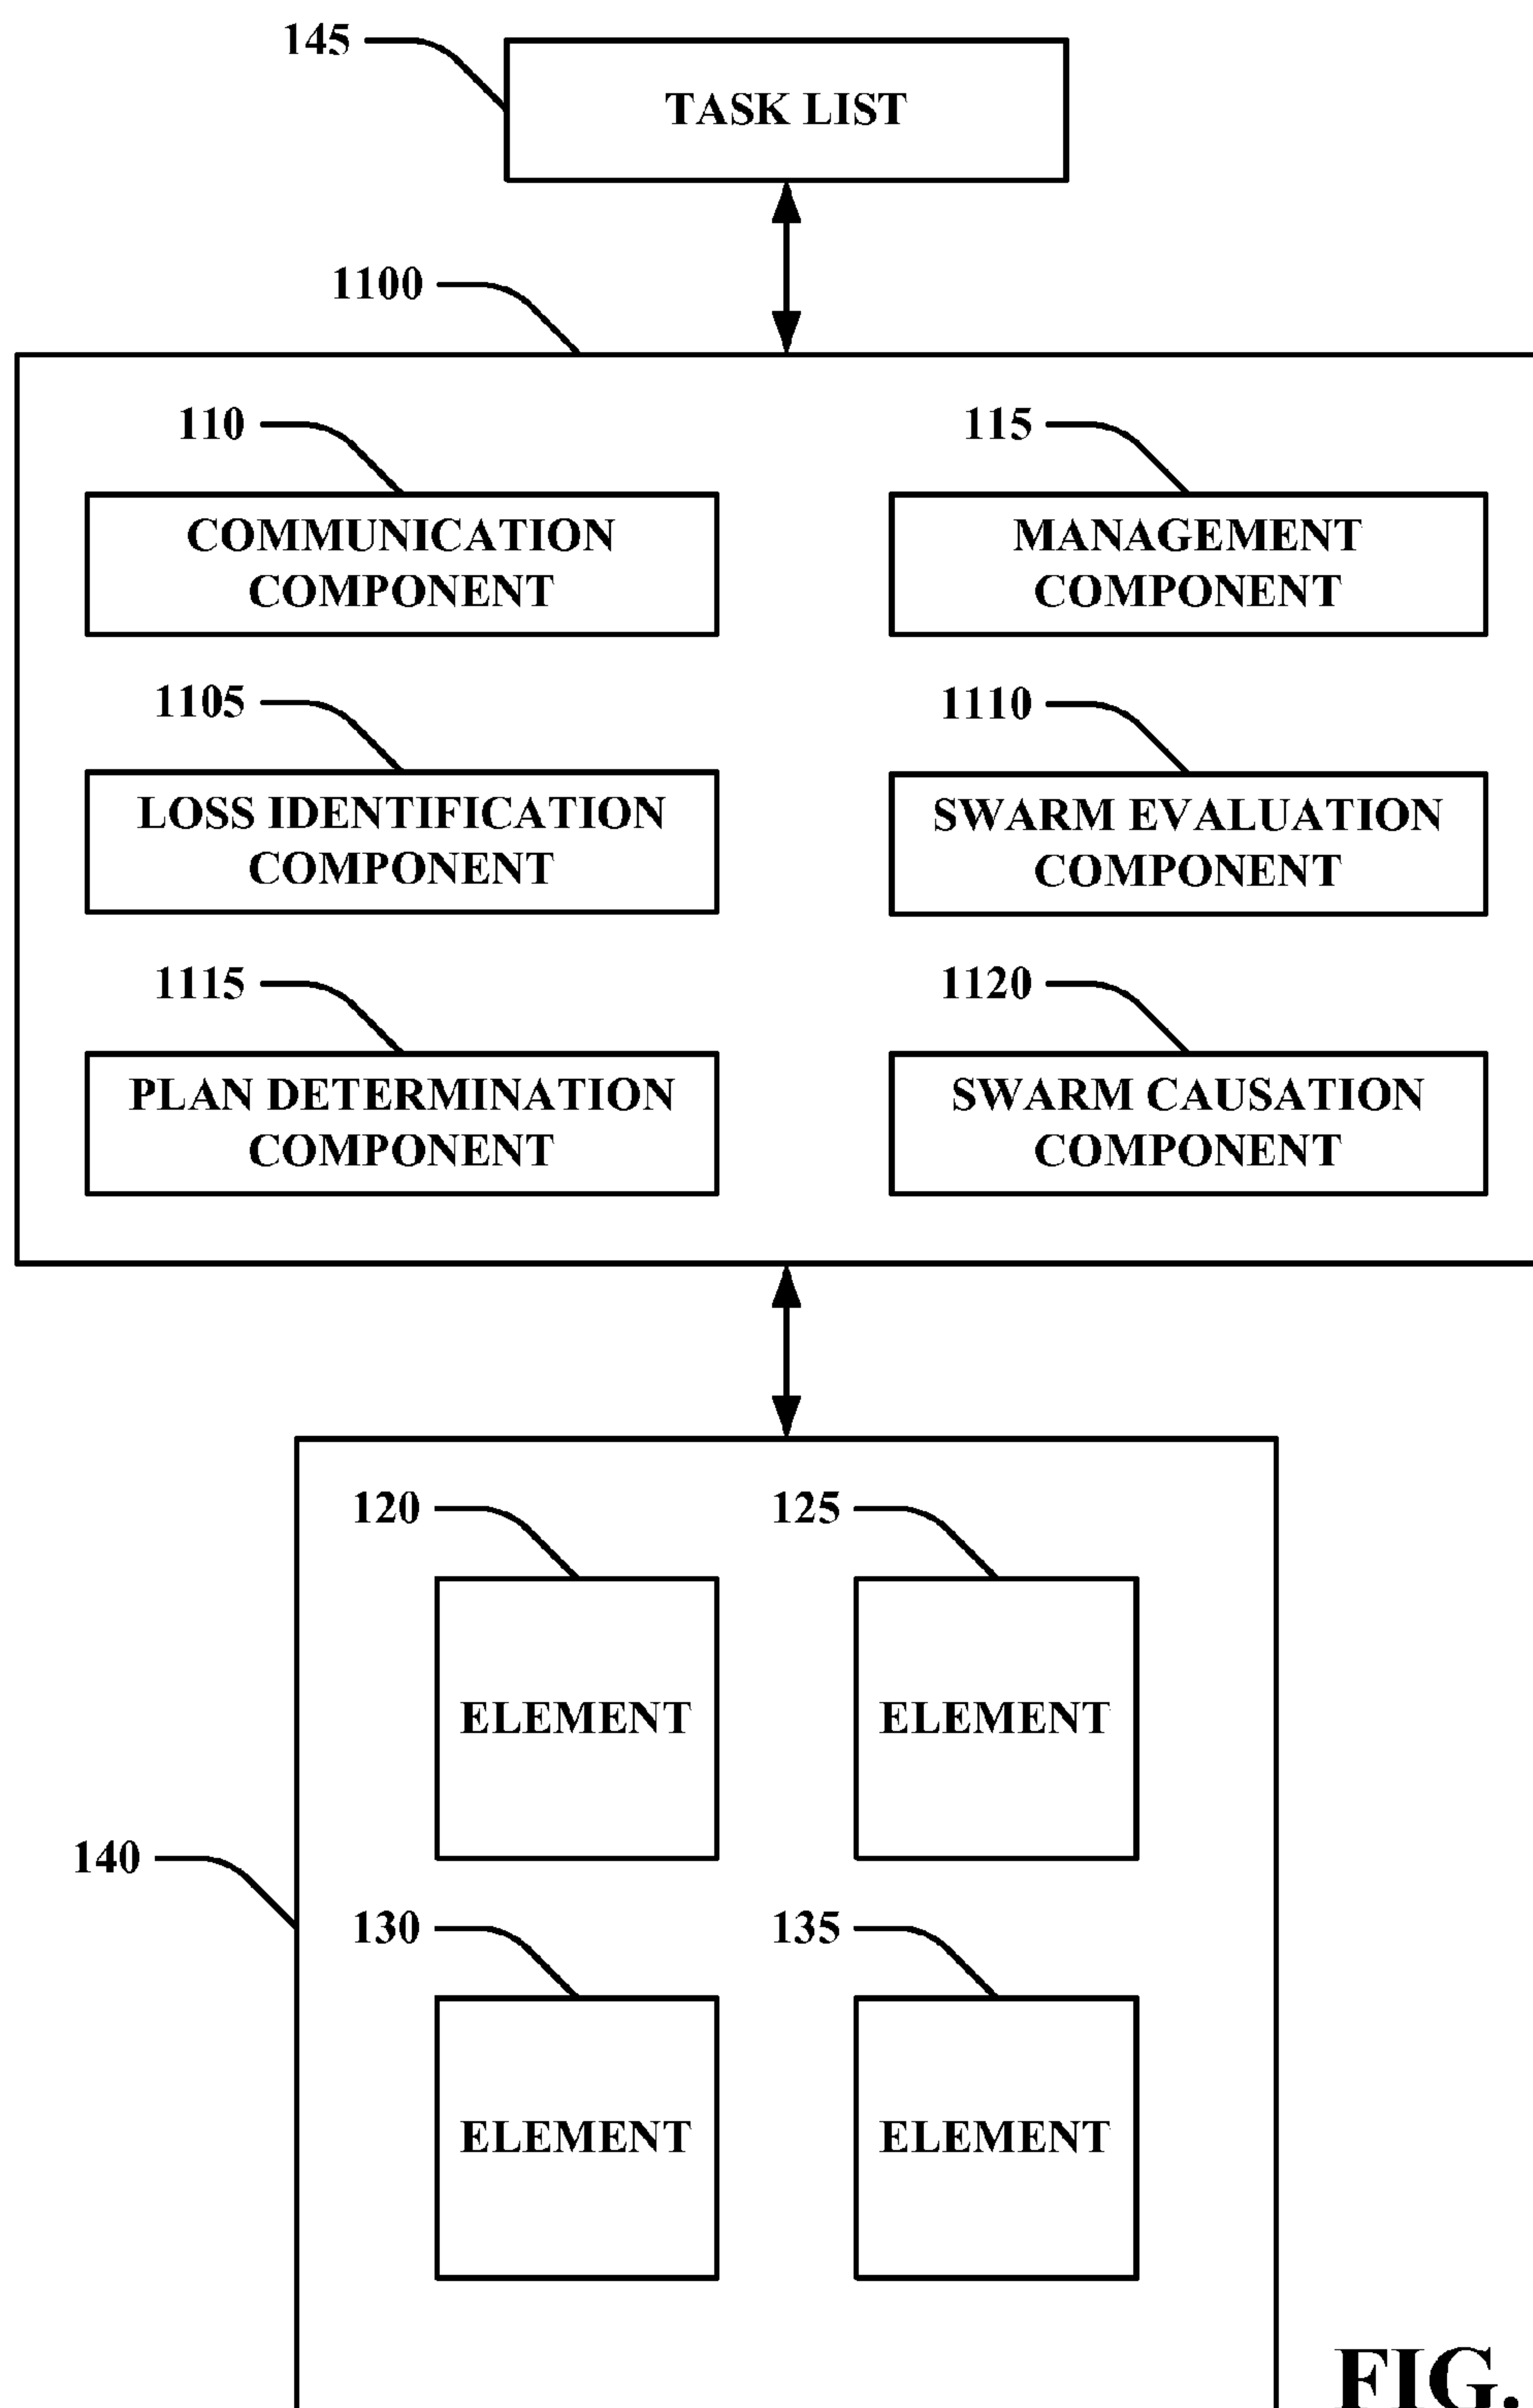 145
TASK LIST
1100
110
115
COMMUNICATION
COMPONENT
MANAGEMENT
COMPONENT
1105
1110
LOSS IDENTIFICATION
COMPONENT
SWARM EVALUATION
COMPONENT
1115
1120
PLAN DETERMINATION
COMPONENT
SWARM CAUSATION
COMPONENT
120
125
ELEMENT
ELEMENT
140
130
135
ELEMENT
ELEMENT
FIG.